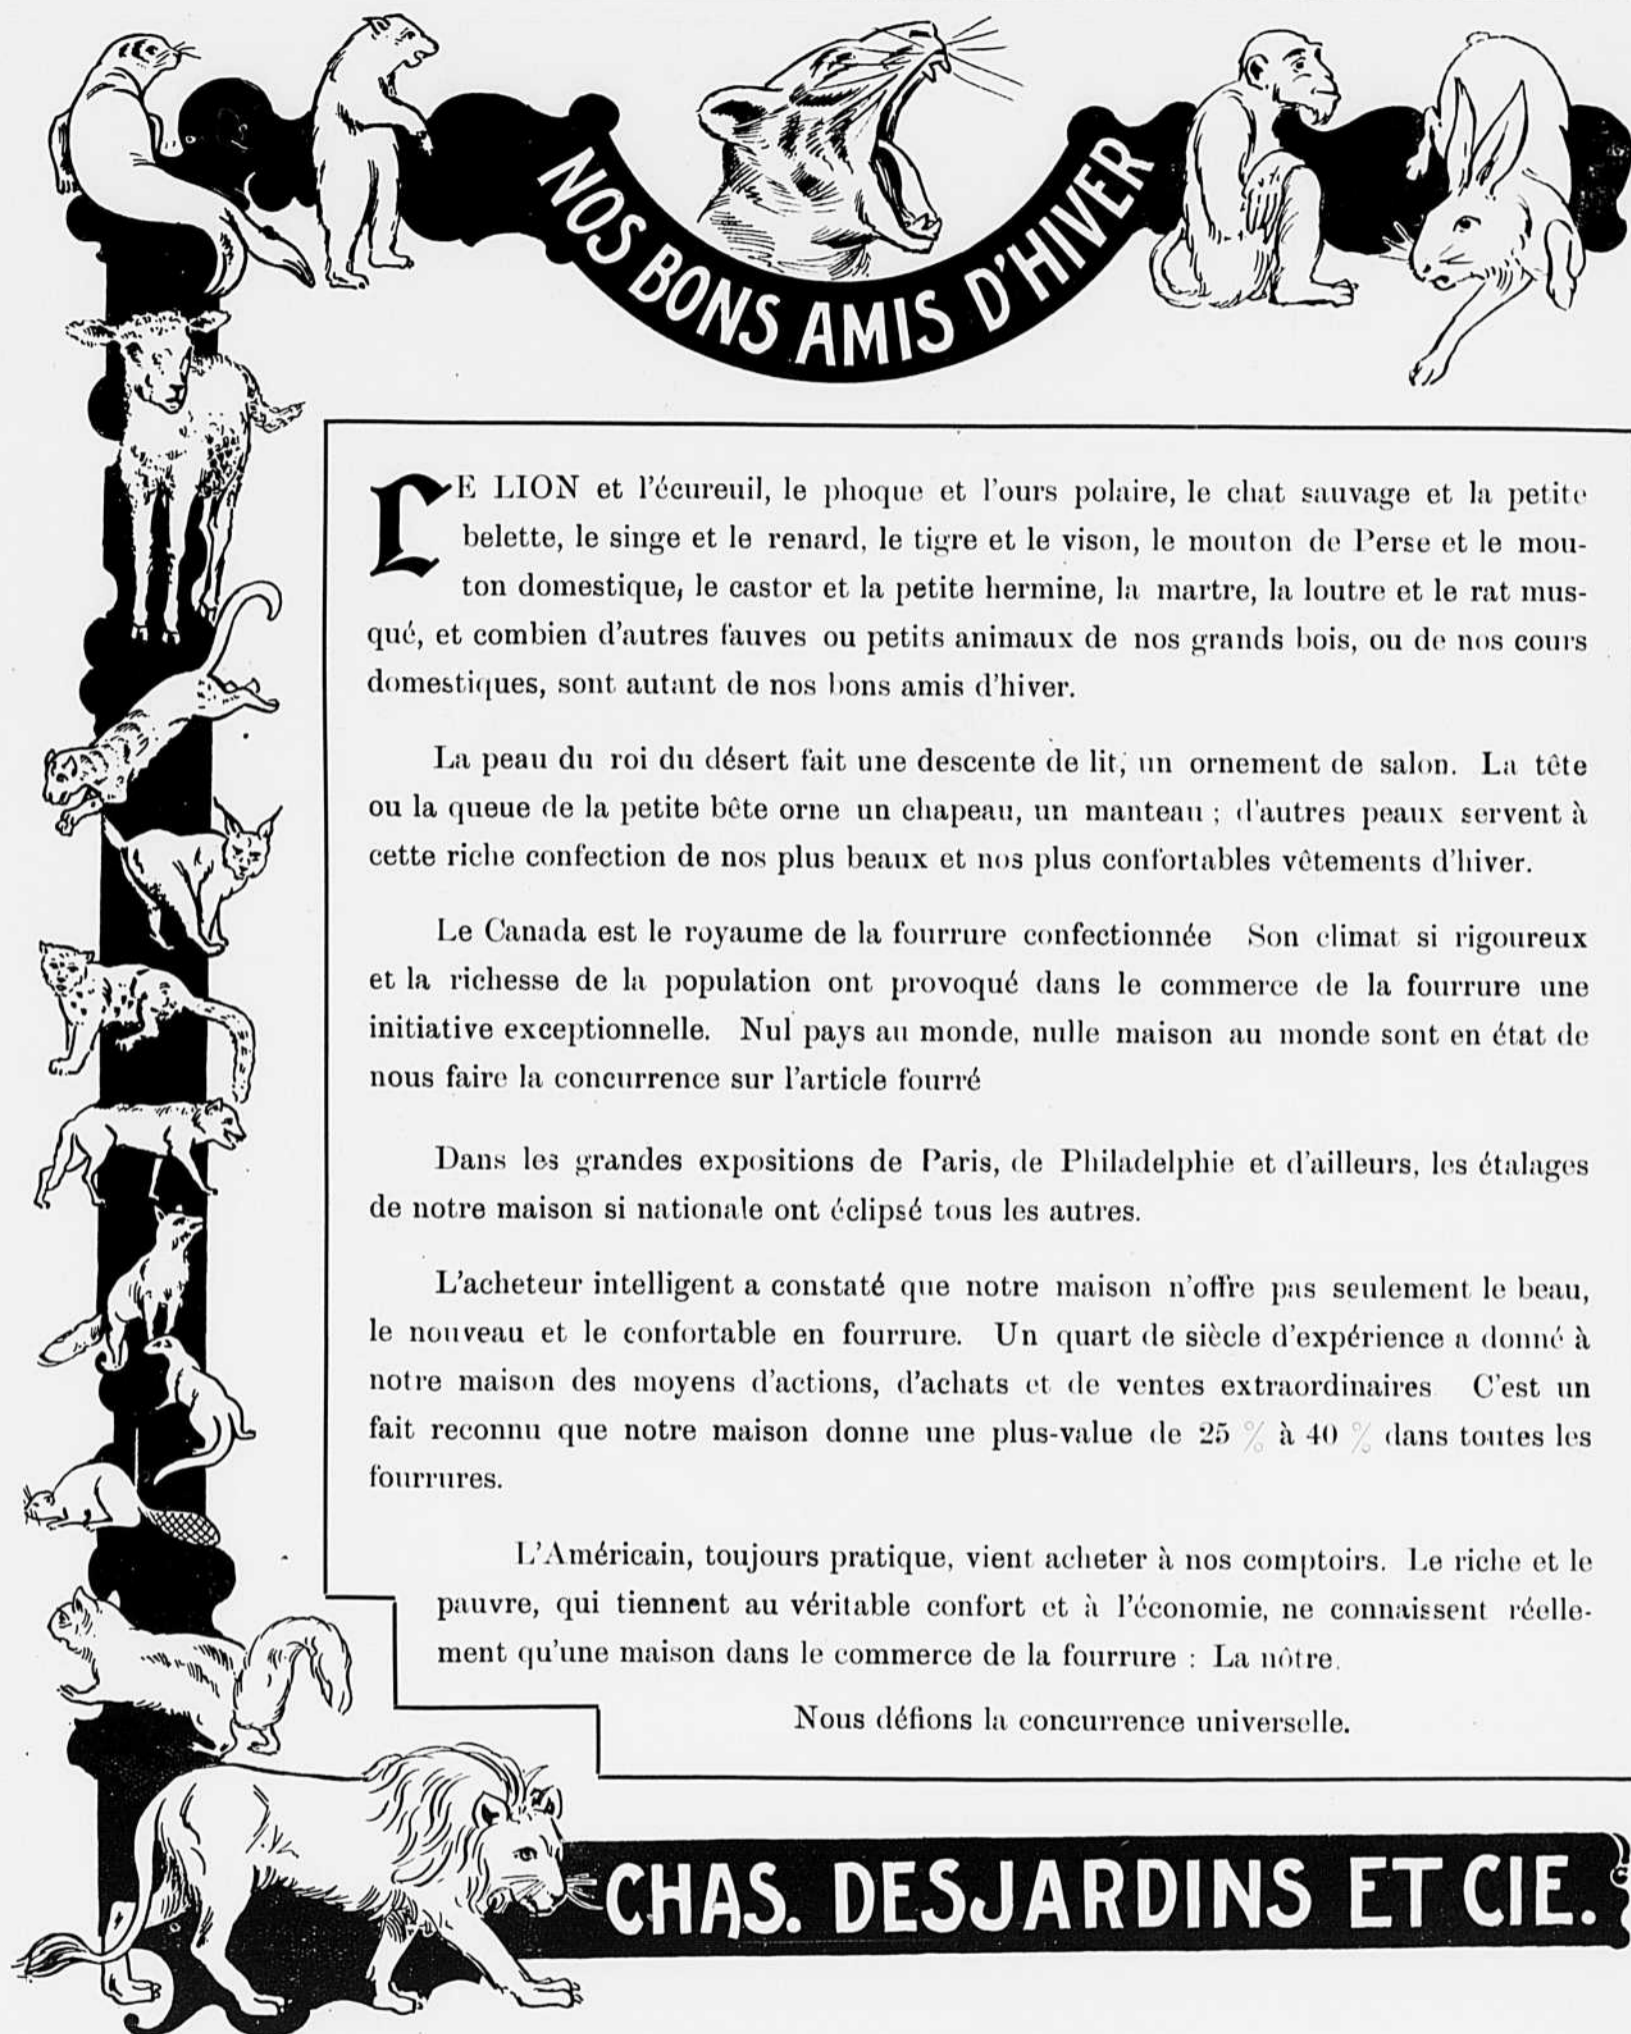 NOS BONS AMIS D'HIVER
LE LION et l'écureuil, le phoque et l'ours polaire, le chat sauvage et la petite
belette, le singe et le renard, le tigre et le vison, le mouton de Perse et le mou-
ton domestique, le castor et la petite hermine, la martre, la loutre et le rat mus-
qué, et combien d'autres fauves ou petits animaux de nos grands bois, ou de nos cours
domestiques, sont autant de nos bons amis d'hiver.
La peau du roi du désert fait une descente de lit, un ornement de salon. La tête
ou la queue de la petite bête orne un chapeau, un manteau ; d'autres peaux servent à
cette riche confection de nos plus beaux et nos plus confortables vêtements d'hiver.
Le Canada est le royaume de la fourrure confectionnée Son climat si rigoureux
et la richesse de la population ont provoqué dans le commerce de la fourrure une
initiative exceptionnelle. Nul pays au monde, nulle maison au monde sont en état de
nous faire la concurrence sur l'article fourré
Dans les grandes expositions de Paris, de Philadelphie et d'ailleurs, les étalages
de notre maison si nationale ont éclipsé tous les autres.
L'acheteur intelligent a constaté que notre maison n'offre pas seulement le beau,
le nouveau et le confortable en fourrure. Un quart de siècle d'expérience a donné à
notre maison des moyens d'actions, d'achats et de ventes extraordinaires C'est un
fait reconnu que notre maison donne une plus-value de 25 % à 40 % dans toutes les
fourrures.
L'Américain, toujours pratique, vient acheter à nos comptoirs. Le riche et le
pauvre, qui tiennent au véritable confort et à l'économie, ne connaissent réelle-
ment qu'une maison dans le commerce de la fourrure : La nôtre.
Nous défions la concurrence universelle.
CHAS. DESJARDINS ET CIE.